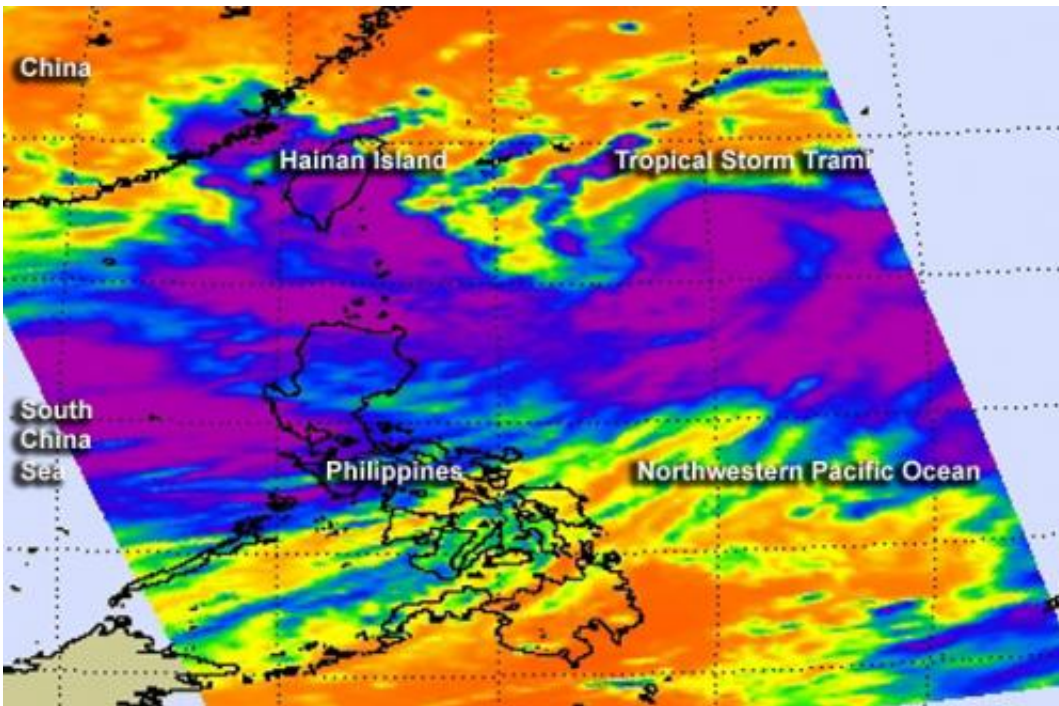 China
Hainan Island
Tropical Storm Trami
South
China
Sea
Philippines
Northwestern Pacific Ocean